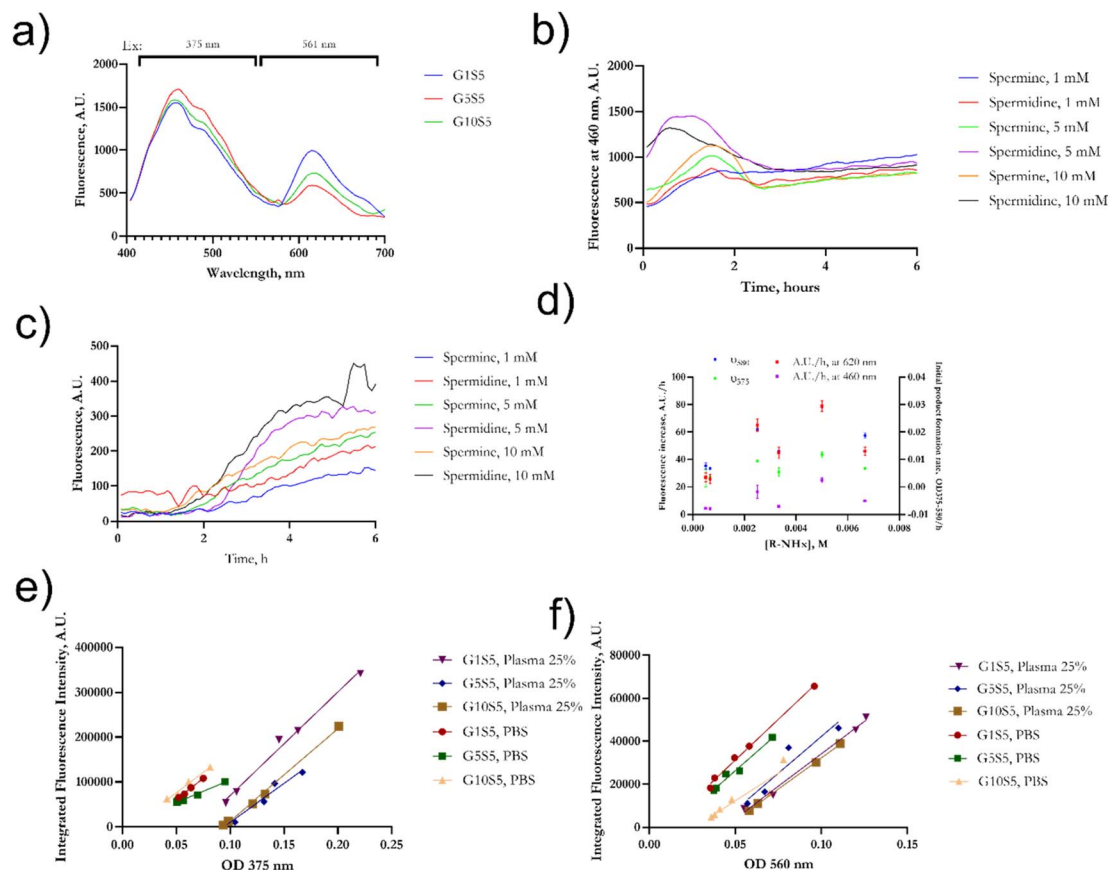 a)
Ex: 375 nm 561 nm
Fluorescence, A.U.
2000
1500
1000
500
0
400 500 600 700
Wavelength, nm
G1S5
G5S5
G10S5
b)
Fluorescence at 460 nm, A.U.
2000
1500
1000
500
0
0 2 4 6
Time, hours
Spermine, 1 mM
Spermidine, 1 mM
Spermine, 5 mM
Spermidine, 5 mM
Spermine, 10 mM
Spermidine, 10 mM
c)
Fluorescence, A.U.
500
400
300
200
100
0
0 2 4 6
Time, h
Spermine, 1 mM
Spermidine, 1 mM
Spermine, 5 mM
Spermidine, 5 mM
Spermine, 10 mM
Spermidine, 10 mM
d)
A.U./h, at 620 nm
υ575 A.U./h, at 460 nm
Fluorescence increase, A.U./h
100
80
60
40
20
0
0.04
0.03
0.02
0.01
0.00
-0.01
Initial product formation rate, OD375-580/h
0.000 0.002 0.004 0.006 0.008
[R-NHx], M
e)
Integrated Fluorescence Intensity, A.U.
400000
300000
200000
100000
0
0.00 0.05 0.10 0.15 0.20 0.25
OD 375 nm
G1S5, Plasma 25%
G5S5, Plasma 25%
G10S5, Plasma 25%
G1S5, PBS
G5S5, PBS
G10S5, PBS
f)
Integrated Fluorescence Intensity, A.U.
80000
60000
40000
20000
0
0.00 0.05 0.10 0.15
OD 560 nm
G1S5, Plasma 25%
G5S5, Plasma 25%
G10S5, Plasma 25%
G1S5, PBS
G5S5, PBS
G10S5, PBS